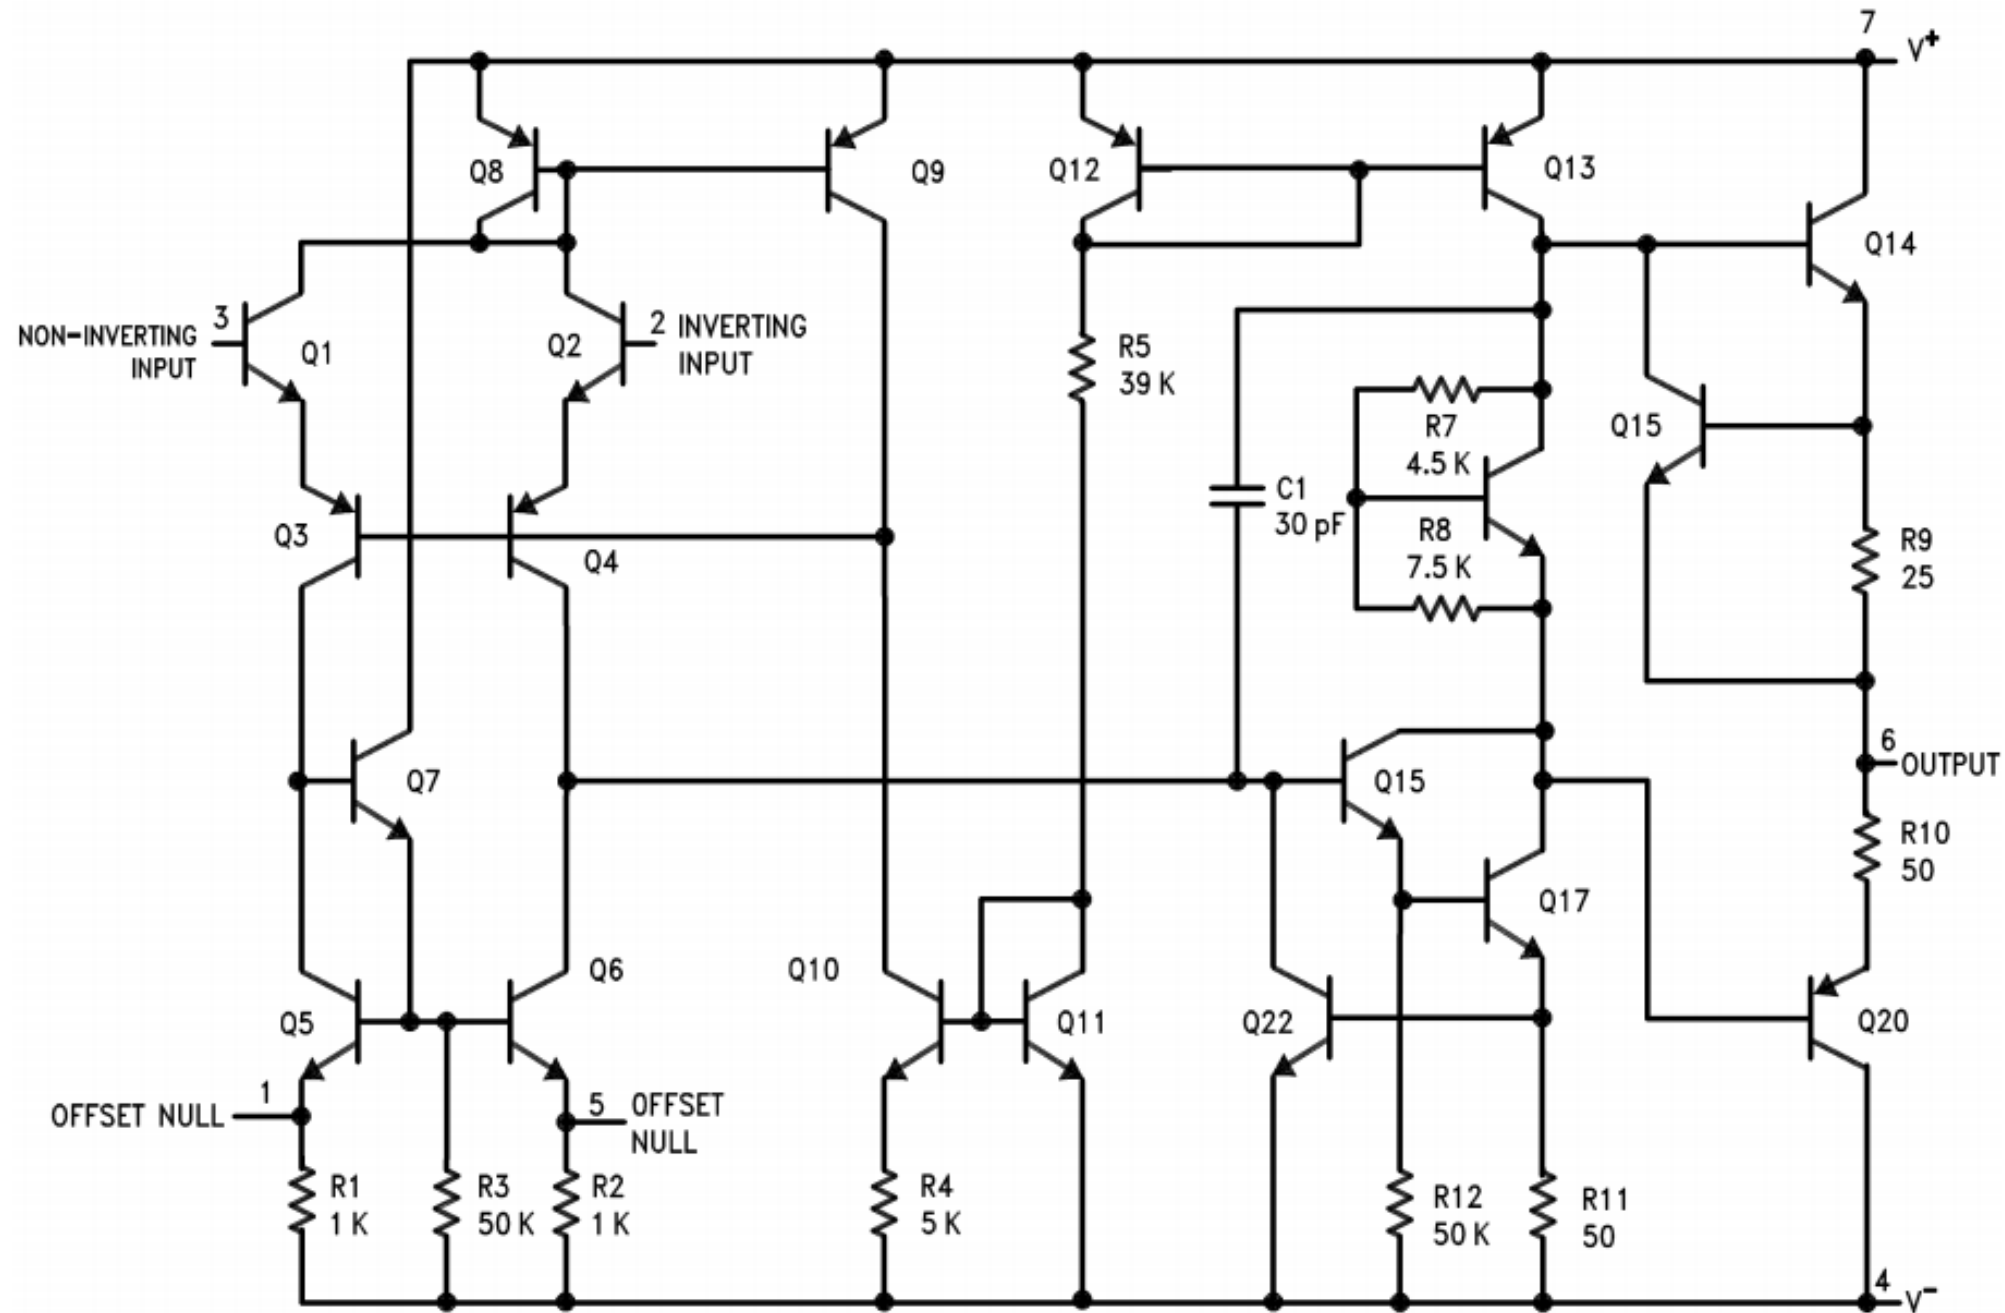 7
V+
Q8
Q9
Q12
Q13
Q14
3
NON-INVERTING
INPUT
Q1
Q2
2 INVERTING
INPUT
R5
39 K
R7
4.5 K
Q15
C1
30 pF
R8
7.5 K
Q3
Q4
R9
25
6
OUTPUT
Q7
Q15
R10
50
Q17
Q6
Q10
Q5
Q11
Q22
Q20
1
OFFSET NULL
5 OFFSET
NULL
R1
1 K
R3
50 K
R2
1 K
R4
5 K
R12
50 K
R11
50
4
V-